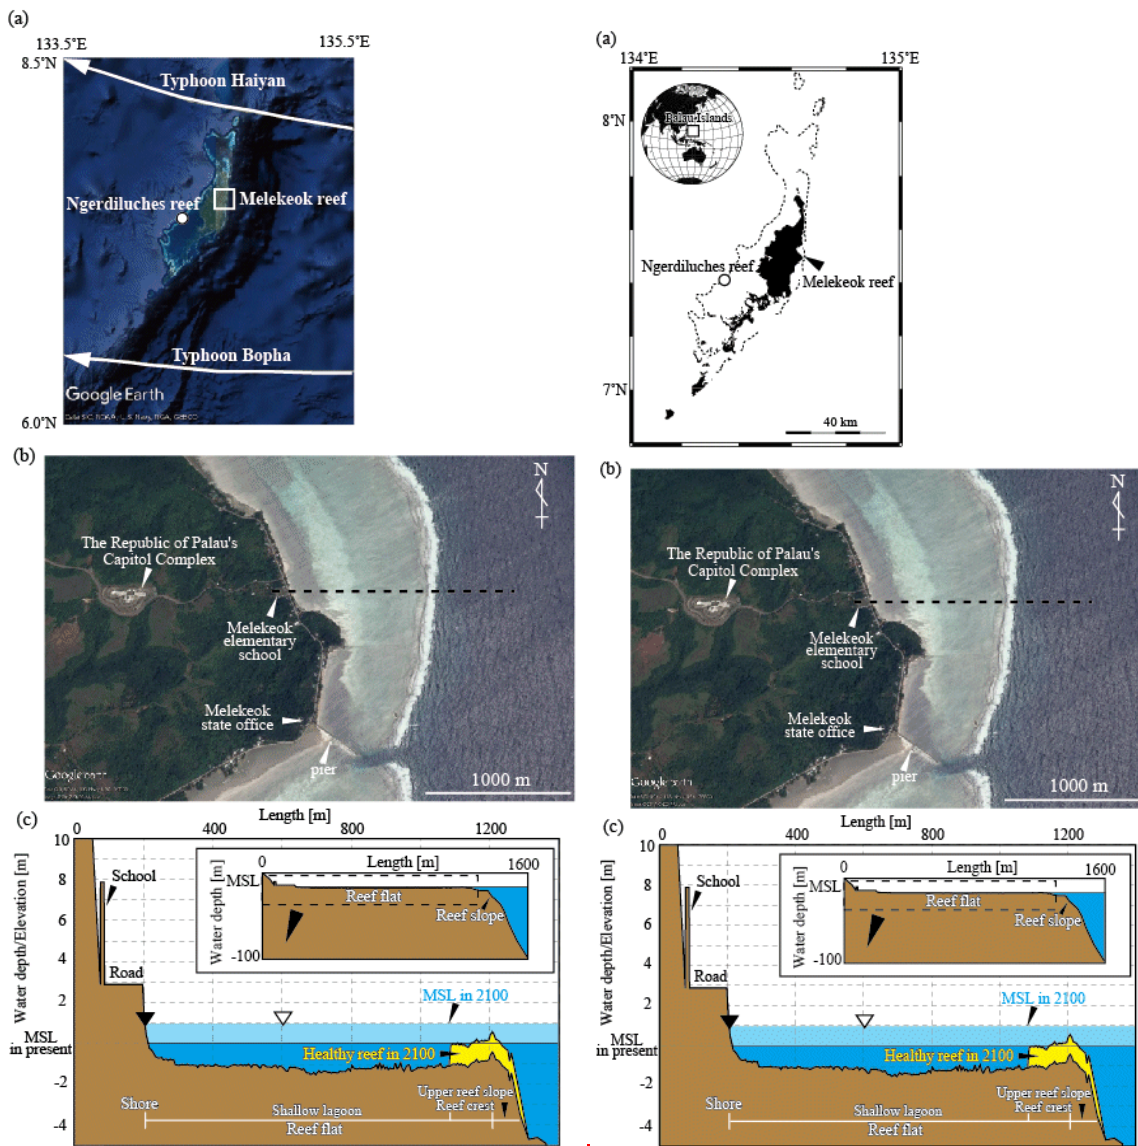 (a)
133.5°E
135.5°E
8.5°N
Typhoon Haiyan
Ngerdiluches reef
Melekeok reef
Typhoon Bopha
Google Earth
6.0°N
(a)
134°E
135°E
8°N
Palau Islands
Ngerdiluches reef
Melekeok reef
7°N
40 km
(b)
N
The Republic of Palau's
Capitol Complex
Melekeok
elementary
school
Melekeok
state office
pier
Google earth
1000 m
(b)
N
The Republic of Palau's
Capitol Complex
Melekeok
elementary
school
Melekeok
state office
pier
Google earth
1000 m
(c)
Length [m]
0
400
800
1200
10
8
6
4
2
MSL
in present
-2
-4
Water depth/Elevation [m]
School
Road
0
Length [m]
1600
MSL
Reef flat
Reef slope
Water depth [m]
-100
MSL in 2100
Healthy reef in 2100
Upper reef slope
Reef crest
Shore
Shallow lagoon
Reef flat
(c)
Length [m]
0
400
800
1200
10
8
6
4
2
MSL
in present
-2
-4
Water depth/Elevation [m]
School
Road
0
Length [m]
1600
MSL
Reef flat
Reef slope
Water depth [m]
-100
MSL in 2100
Healthy reef in 2100
Upper reef slope
Reef crest
Shore
Shallow lagoon
Reef flat